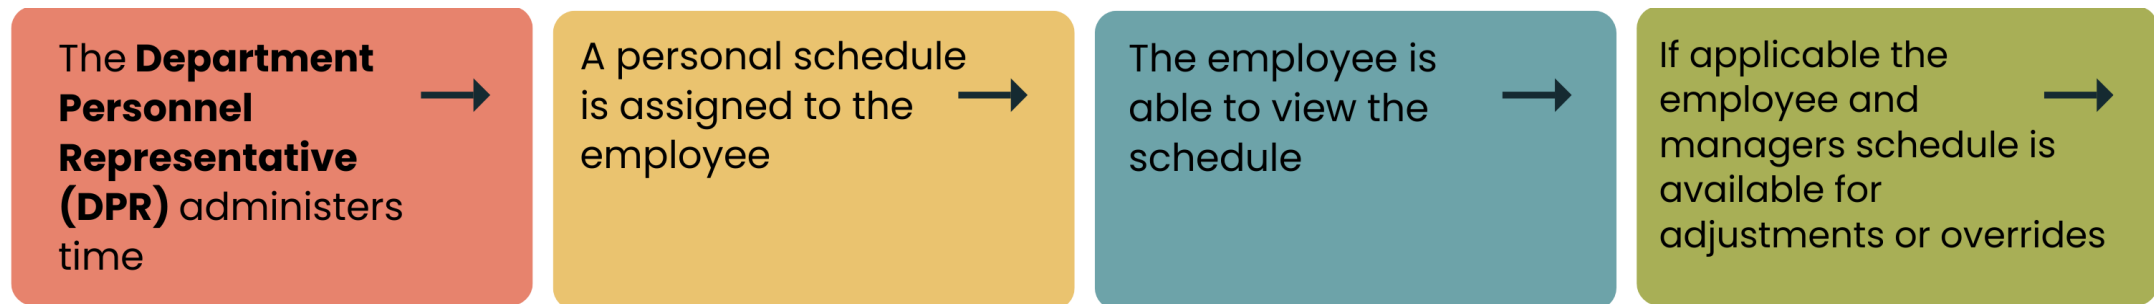 The Department
Personnel
Representative
(DPR) administers
time
A personal schedule
is assigned to the
employee
The employee is
able to view the
schedule
If applicable the
employee and
managers schedule is
available for
adjustments or overrides